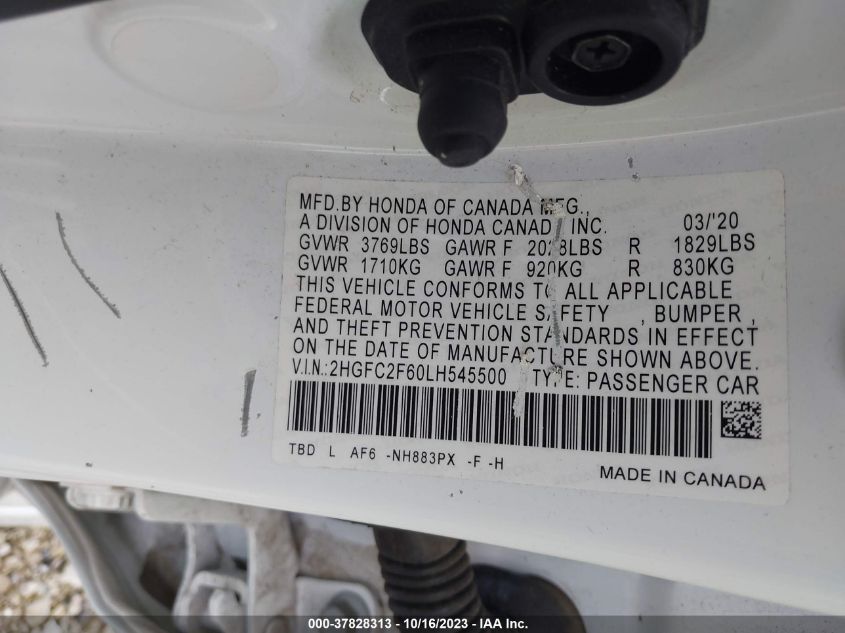 MFD.BY HONDA OF CANADA MFG.,
A DIVISION OF HONDA CANADA INC. 03/'20
GVWR 3769LBS GAWR F 2028LBS R 1829LBS
GVWR 1710KG GAWR F 920KG R 830KG
THIS VEHICLE CONFORMS TO ALL APPLICABLE
FEDERAL MOTOR VEHICLE SAFETY , BUMPER ,
AND THEFT PREVENTION STANDARDS IN EFFECT
ON THE DATE OF MANUFACTURE SHOWN ABOVE.
V.I.N.:2HGFC2F60LH545500 TYPE: PASSENGER CAR
TBD L AF6 -NH883PX -F -H
MADE IN CANADA
000-37828313 - 10/16/2023 - IAA Inc.